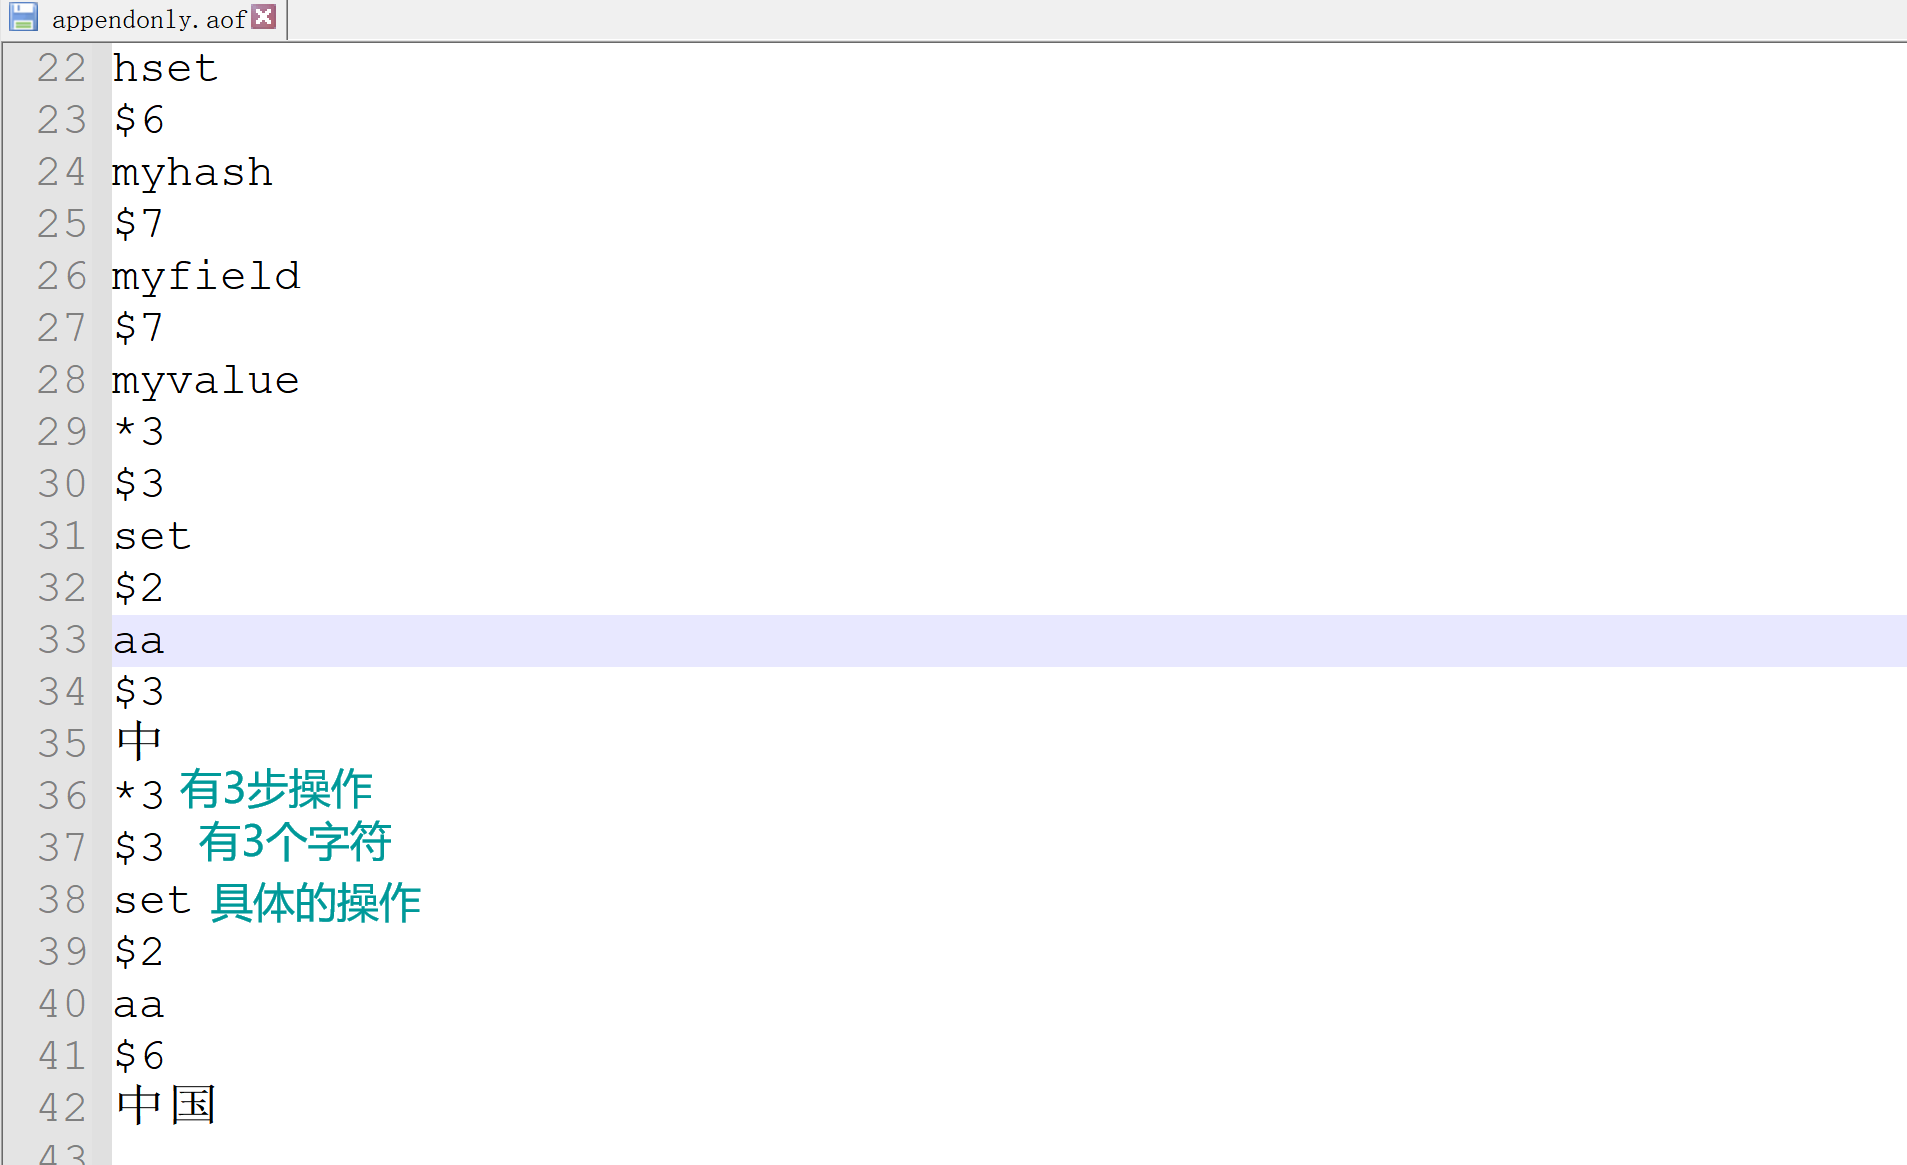 appendonly.aof
22 hset
23 $6
24 myhash
25 $7
26 myfield
27 $7
28 myvalue
29 *3
30 $3
31 set
32 $2
33 aa
34 $3
35 中
36 *3 有3步操作
37 $3 有3个字符
38 set 具体的操作
39 $2
40 aa
41 $6
42 中国
43